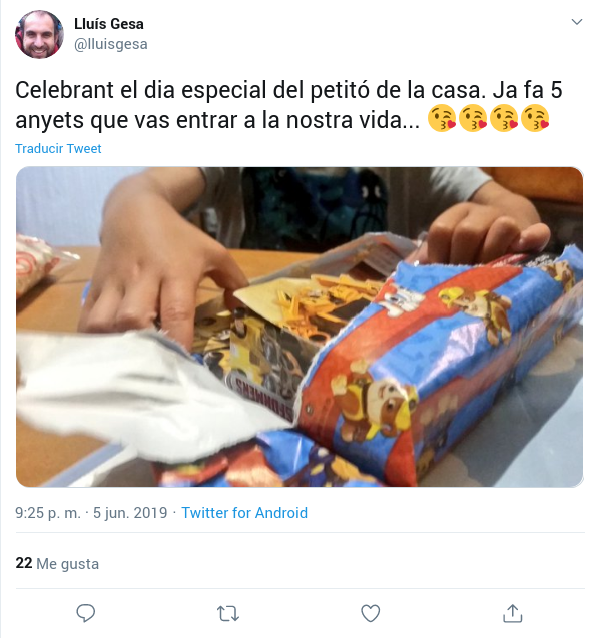 Lluís Gesa
@lluisgesa
Celebrant el dia especial del petitó de la casa. Ja fa 5
anyets que vas entrar a la nostra vida... 😘😘😘😘
Traducir Tweet
9:25 p. m. · 5 jun. 2019 · Twitter for Android
22 Me gusta